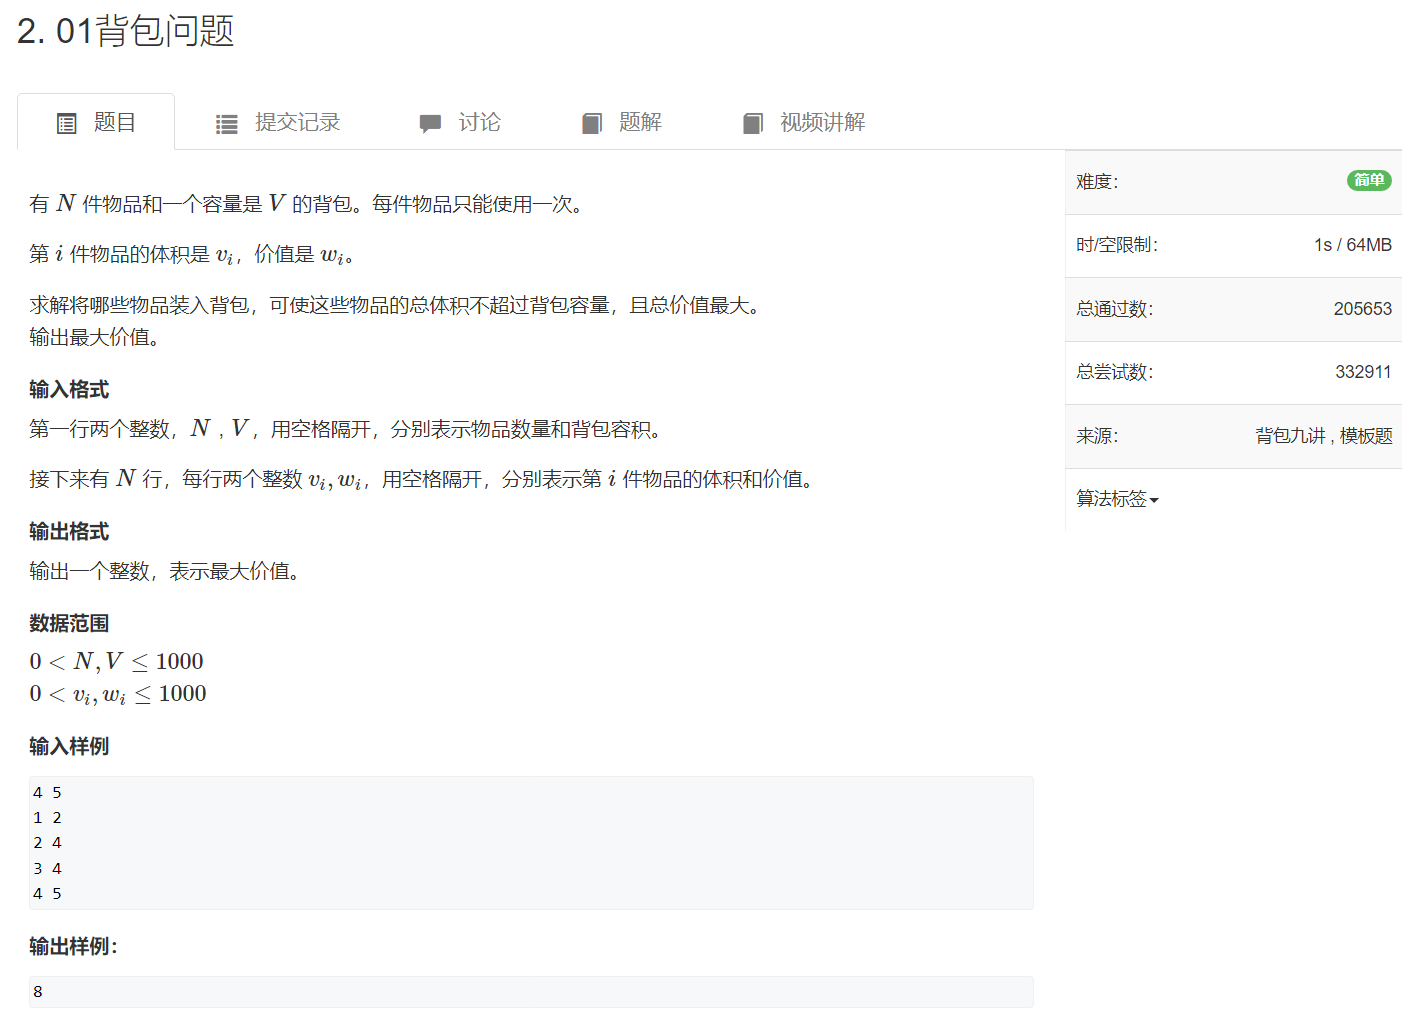 2. 01背包问题
题目
提交记录
讨论
题解
视频讲解
有 N 件物品和一个容量是 V 的背包。每件物品只能使用一次。
第 i 件物品的体积是 vᵢ，价值是 wᵢ。
求解将哪些物品装入背包，可使这些物品的总体积不超过背包容量，且总价值最大。
输出最大价值。
输入格式
第一行两个整数，N , V，用空格隔开，分别表示物品数量和背包容积。
接下来有 N 行，每行两个整数 vᵢ, wᵢ，用空格隔开，分别表示第 i 件物品的体积和价值。
输出格式
输出一个整数，表示最大价值。
数据范围
0 < N, V ≤ 1000
0 < vᵢ, wᵢ ≤ 1000
输入样例
4 5
1 2
2 4
3 4
4 5
输出样例：
8
难度： 简单
时/空限制： 1s / 64MB
总通过数： 205653
总尝试数： 332911
来源： 背包九讲 , 模板题
算法标签